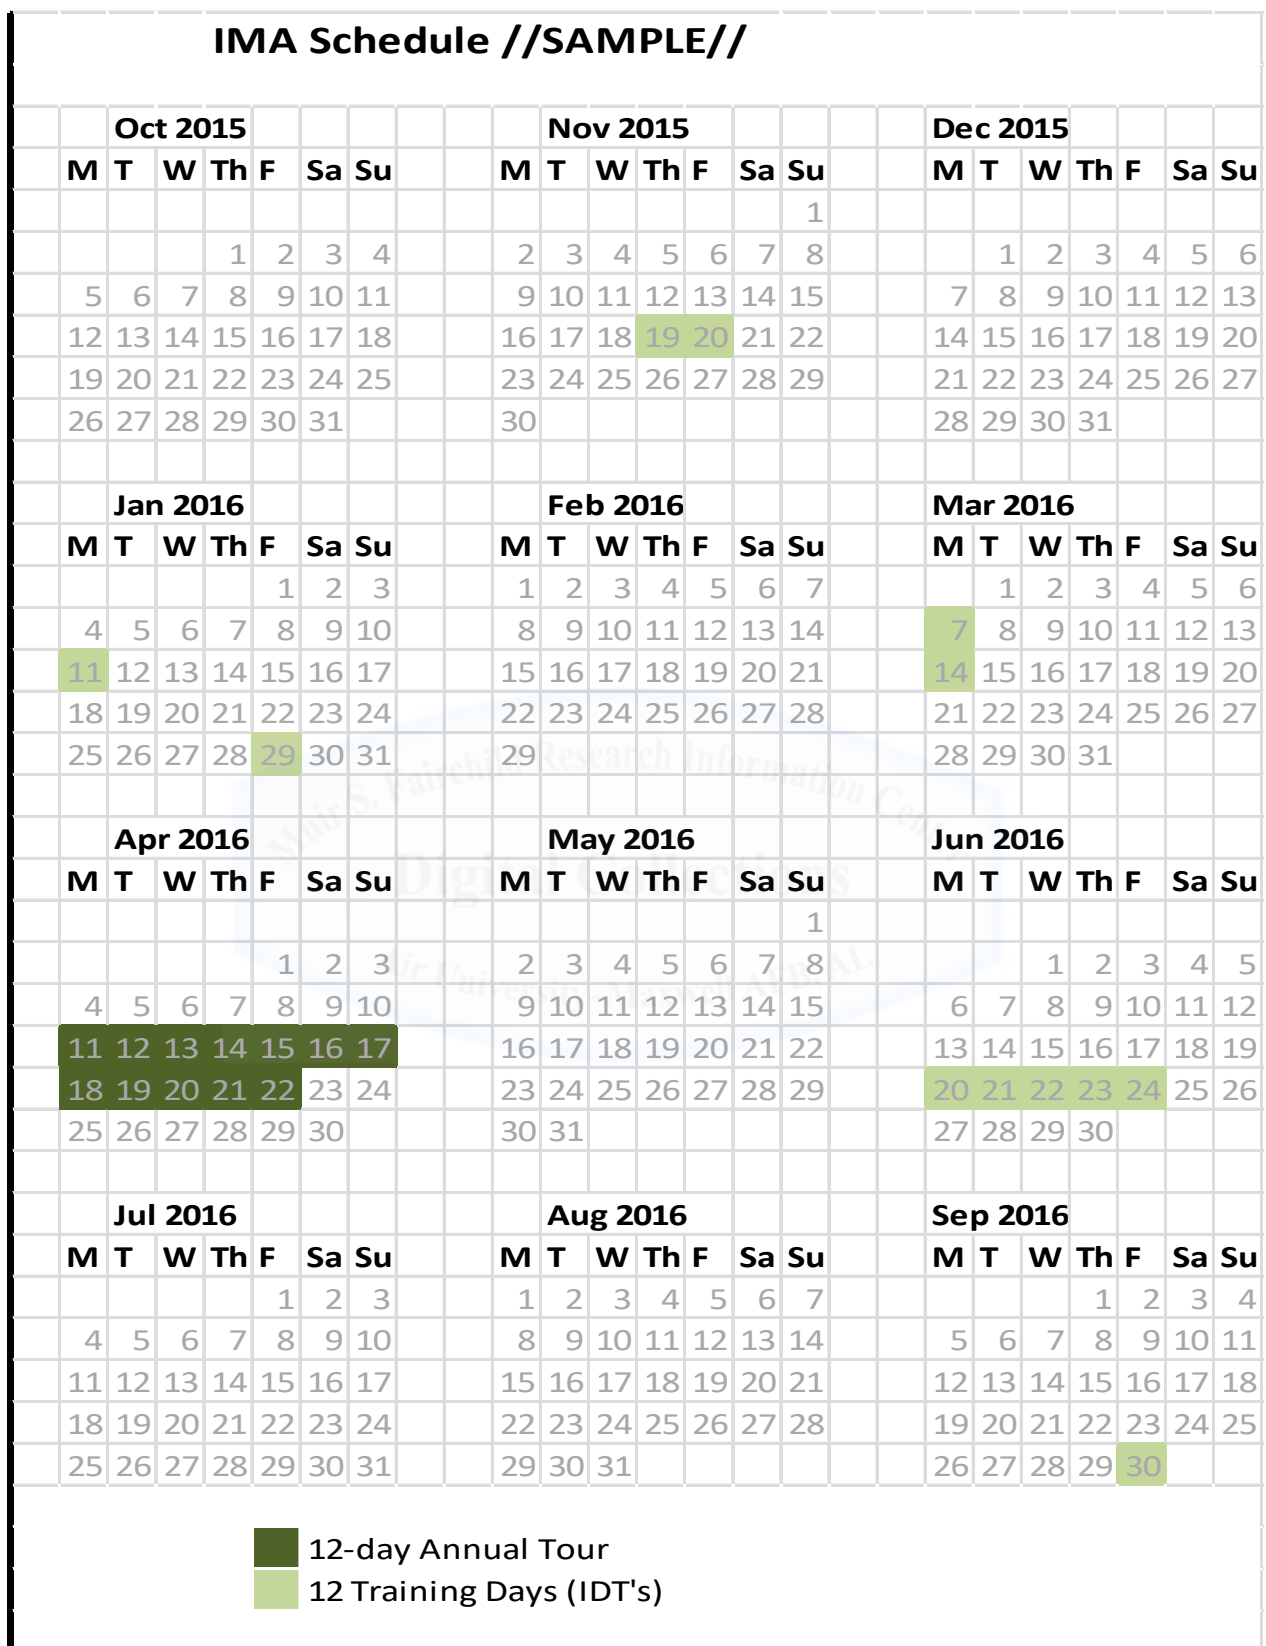 IMA Schedule //SAMPLE//
Oct 2015 Nov 2015 Dec 2015
M T W Th F Sa Su M T W Th F Sa Su M T W Th F Sa Su
1
1 2 3 4 2 3 4 5 6 7 8 1 2 3 4 5 6
5 6 7 8 9 10 11 9 10 11 12 13 14 15 7 8 9 10 11 12 13
12 13 14 15 16 17 18 16 17 18 19 20 21 22 14 15 16 17 18 19 20
19 20 21 22 23 24 25 23 24 25 26 27 28 29 21 22 23 24 25 26 27
26 27 28 29 30 31 30 28 29 30 31
Jan 2016 Feb 2016 Mar 2016
M T W Th F Sa Su M T W Th F Sa Su M T W Th F Sa Su
1 2 3 1 2 3 4 5 6 7 1 2 3 4 5 6
4 5 6 7 8 9 10 8 9 10 11 12 13 14 7 8 9 10 11 12 13
11 12 13 14 15 16 17 15 16 17 18 19 20 21 14 15 16 17 18 19 20
18 19 20 21 22 23 24 22 23 24 25 26 27 28 21 22 23 24 25 26 27
25 26 27 28 29 30 31 29 28 29 30 31
Muir S. Fairchild Research Information Center
Apr 2016 May 2016 Jun 2016
Digital Collections
M T W Th F Sa Su M T W Th F Sa Su M T W Th F Sa Su
1
1 2 3 2 3 4 5 6 7 8 1 2 3 4 5
Air University - Maxwell AFB, AL
4 5 6 7 8 9 10 9 10 11 12 13 14 15 6 7 8 9 10 11 12
11 12 13 14 15 16 17 16 17 18 19 20 21 22 13 14 15 16 17 18 19
18 19 20 21 22 23 24 23 24 25 26 27 28 29 20 21 22 23 24 25 26
25 26 27 28 29 30 30 31 27 28 29 30
Jul 2016 Aug 2016 Sep 2016
M T W Th F Sa Su M T W Th F Sa Su M T W Th F Sa Su
1 2 3 1 2 3 4 5 6 7 1 2 3 4
4 5 6 7 8 9 10 8 9 10 11 12 13 14 5 6 7 8 9 10 11
11 12 13 14 15 16 17 15 16 17 18 19 20 21 12 13 14 15 16 17 18
18 19 20 21 22 23 24 22 23 24 25 26 27 28 19 20 21 22 23 24 25
25 26 27 28 29 30 31 29 30 31 26 27 28 29 30
12-day Annual Tour
12 Training Days (IDT's)